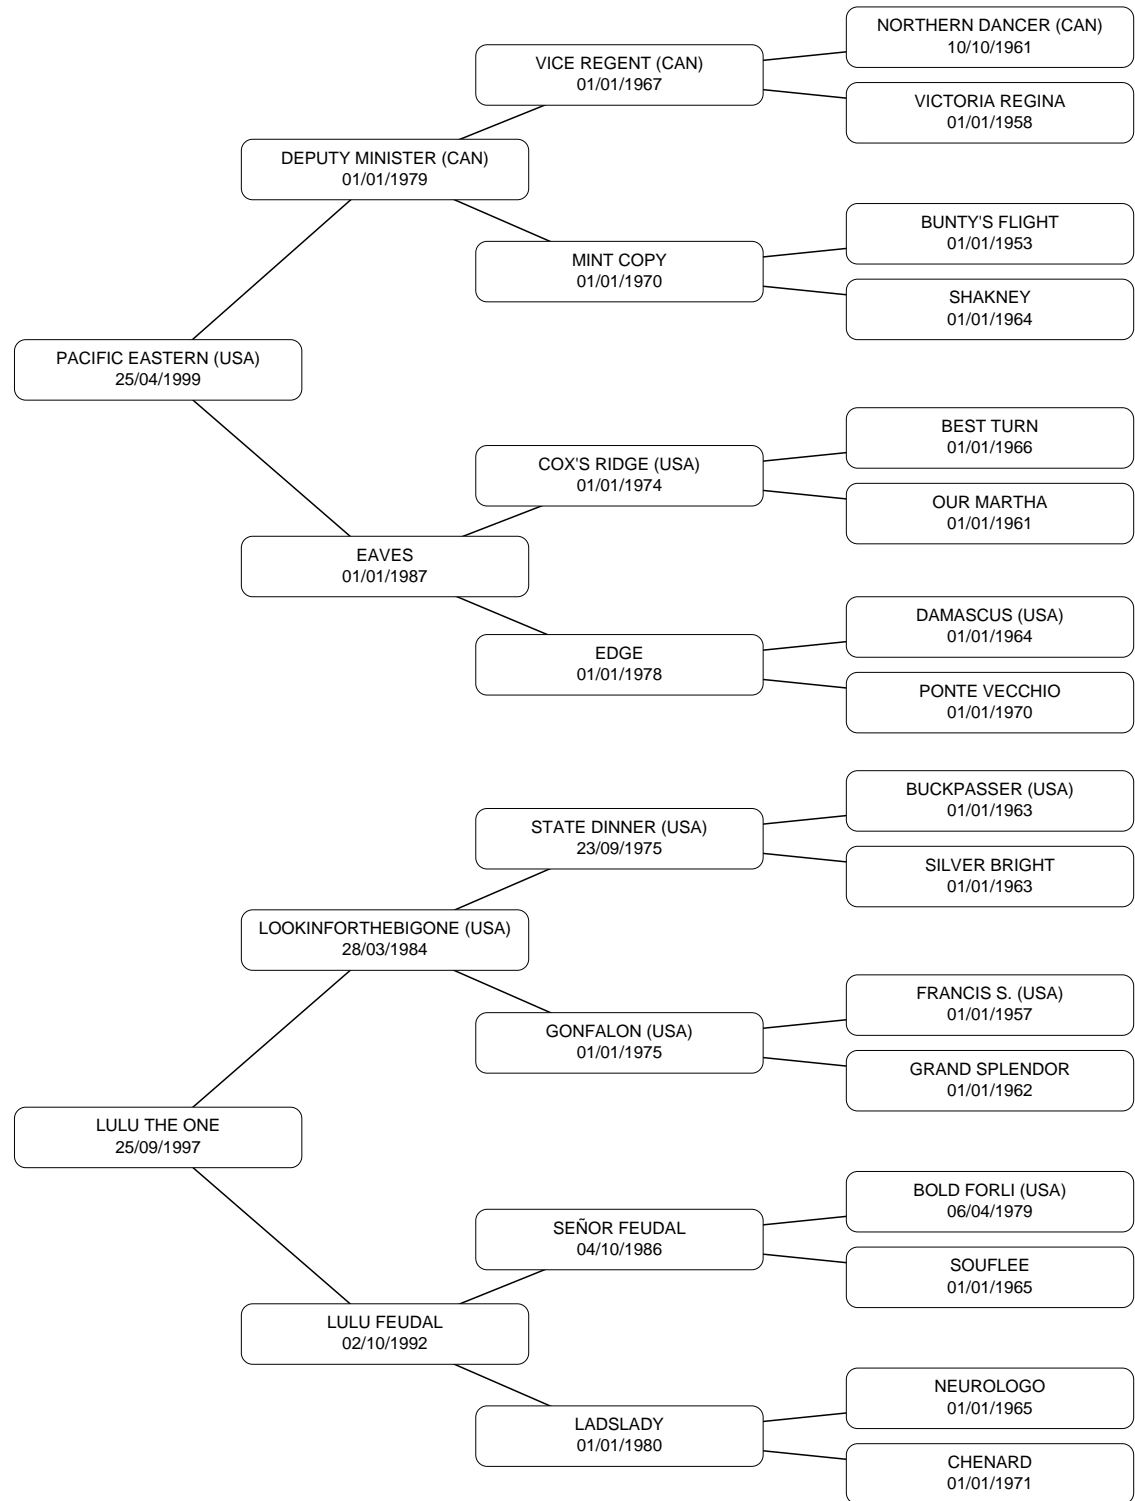 NORTHERN DANCER (CAN)
10/10/1961
VICE REGENT (CAN)
01/01/1967
VICTORIA REGINA
01/01/1958
DEPUTY MINISTER (CAN)
01/01/1979
BUNTY'S FLIGHT
01/01/1953
MINT COPY
01/01/1970
SHAKNEY
01/01/1964
PACIFIC EASTERN (USA)
25/04/1999
BEST TURN
01/01/1966
COX'S RIDGE (USA)
01/01/1974
OUR MARTHA
01/01/1961
EAVES
01/01/1987
DAMASCUS (USA)
01/01/1964
EDGE
01/01/1978
PONTE VECCHIO
01/01/1970
BUCKPASSER (USA)
01/01/1963
STATE DINNER (USA)
23/09/1975
SILVER BRIGHT
01/01/1963
LOOKINFORTHEBIGONE (USA)
28/03/1984
FRANCIS S. (USA)
01/01/1957
GONFALON (USA)
01/01/1975
GRAND SPLENDOR
01/01/1962
LULU THE ONE
25/09/1997
BOLD FORLI (USA)
06/04/1979
SEÑOR FEUDAL
04/10/1986
SOUFLEE
01/01/1965
LULU FEUDAL
02/10/1992
NEUROLOGO
01/01/1965
LADSLADY
01/01/1980
CHENARD
01/01/1971